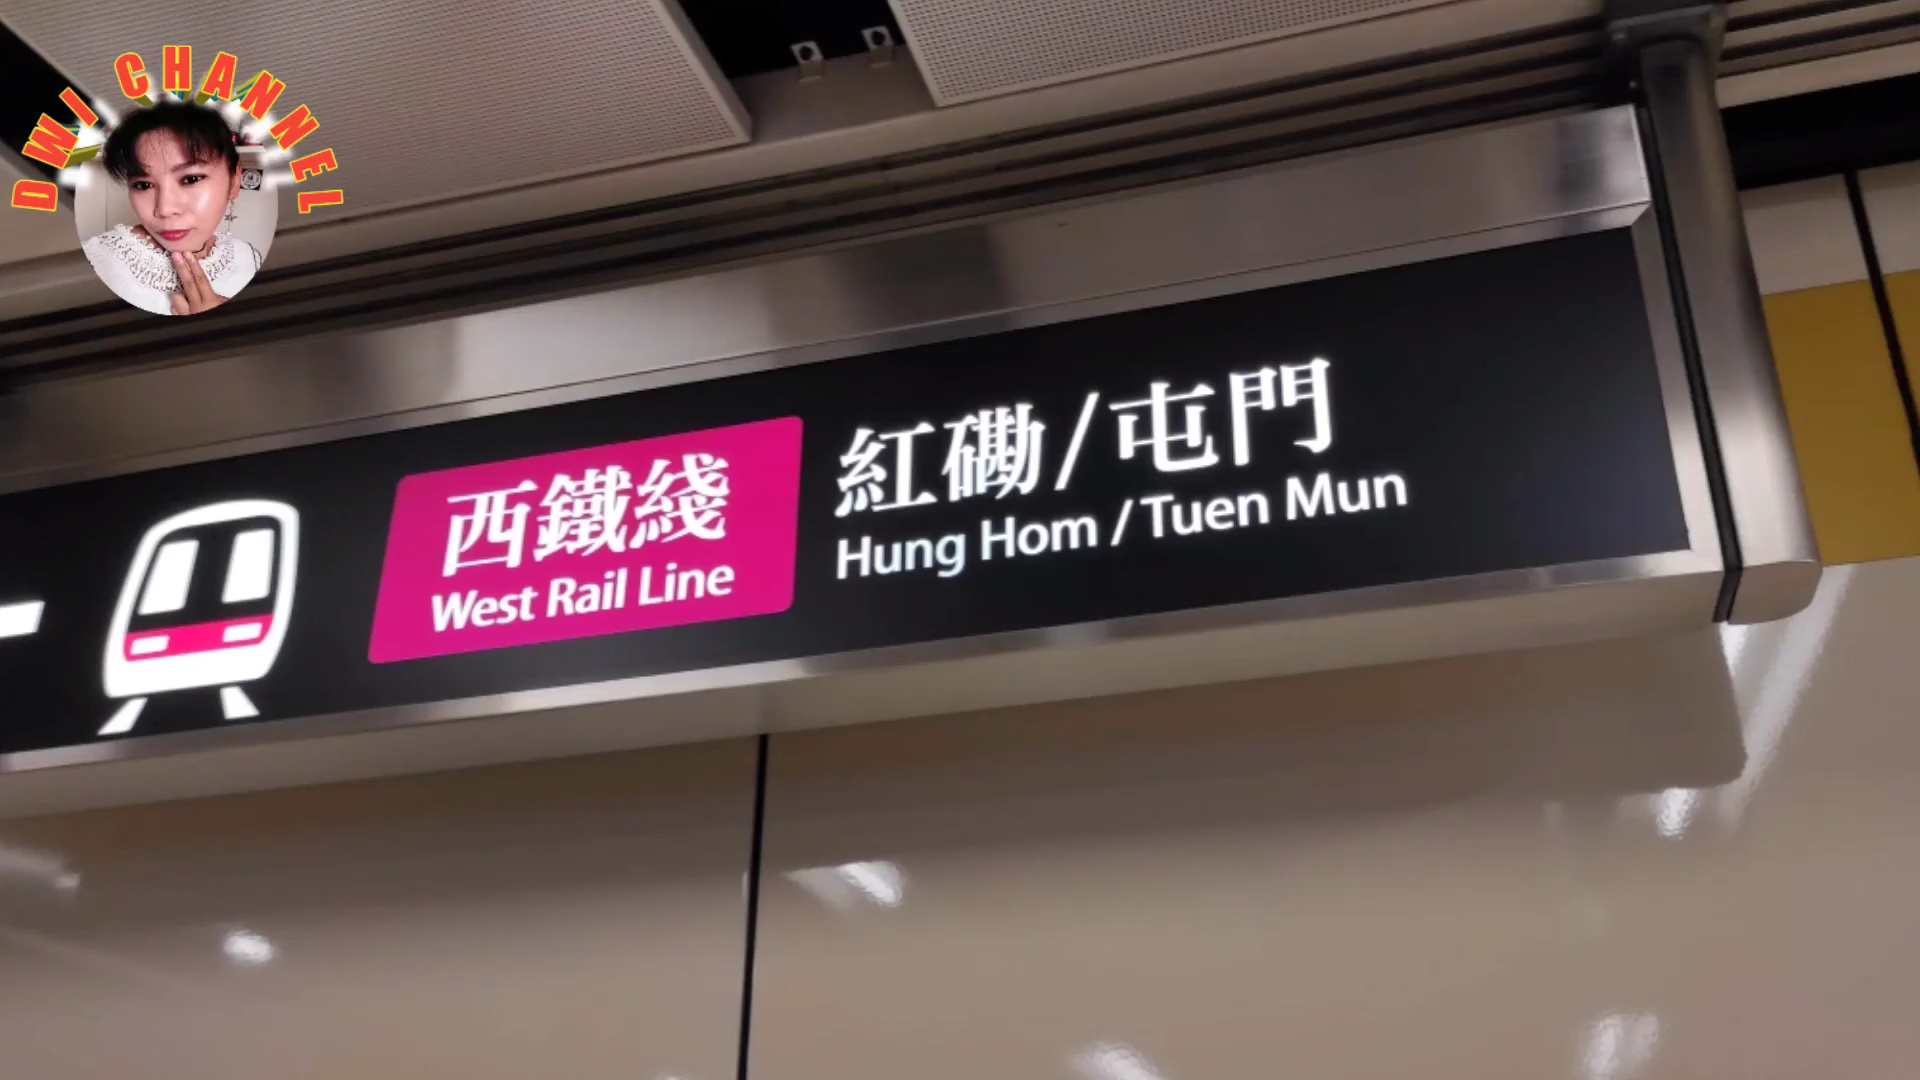 DWI CHANNEL
西鐵綫
West Rail Line
紅磡/屯門
Hung Hom / Tuen Mun